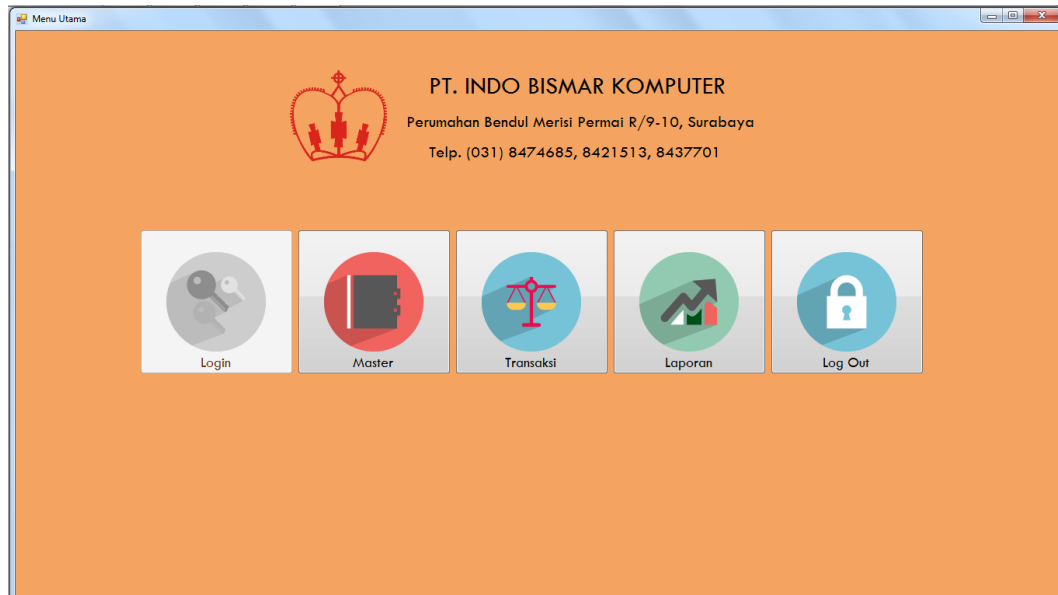 Menu Utama
PT. INDO BISMAR KOMPUTER
Perumahan Bendul Merisi Permai R/9-10, Surabaya
Telp. (031) 8474685, 8421513, 8437701
Login
Master
Transaksi
Laporan
Log Out